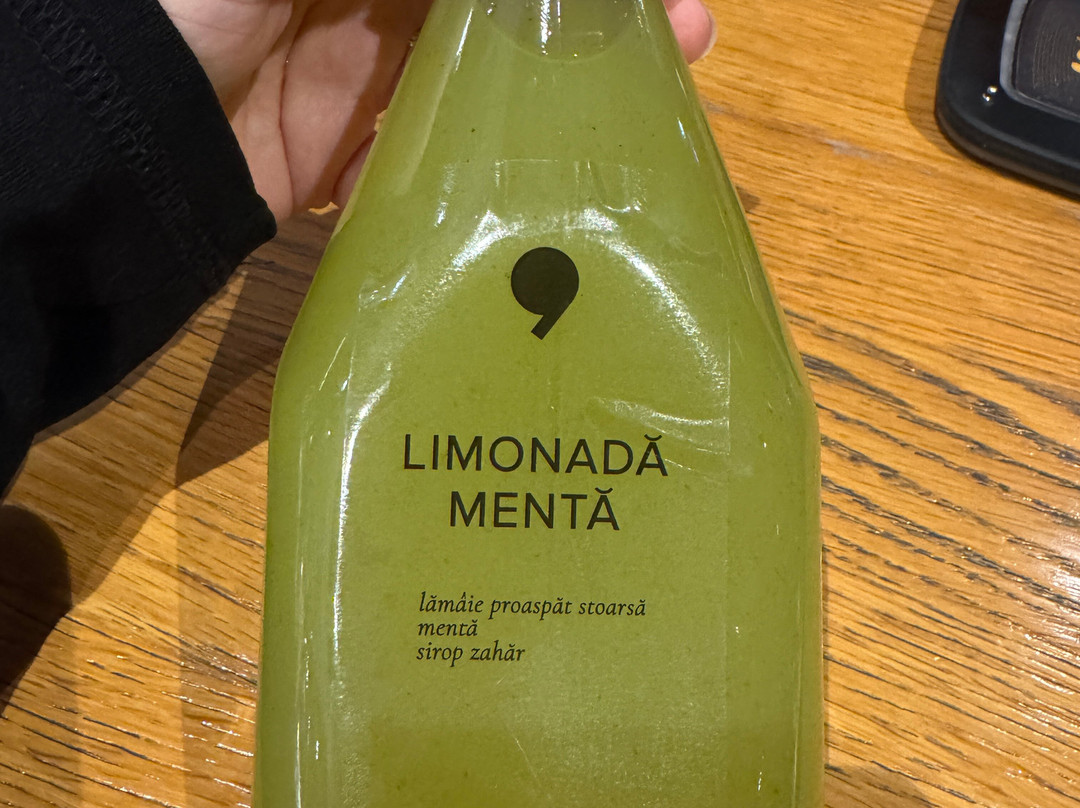 LIMONADĂ
MENTĂ
lămâie proaspăt stoarsă
mentă
sirop zahăr